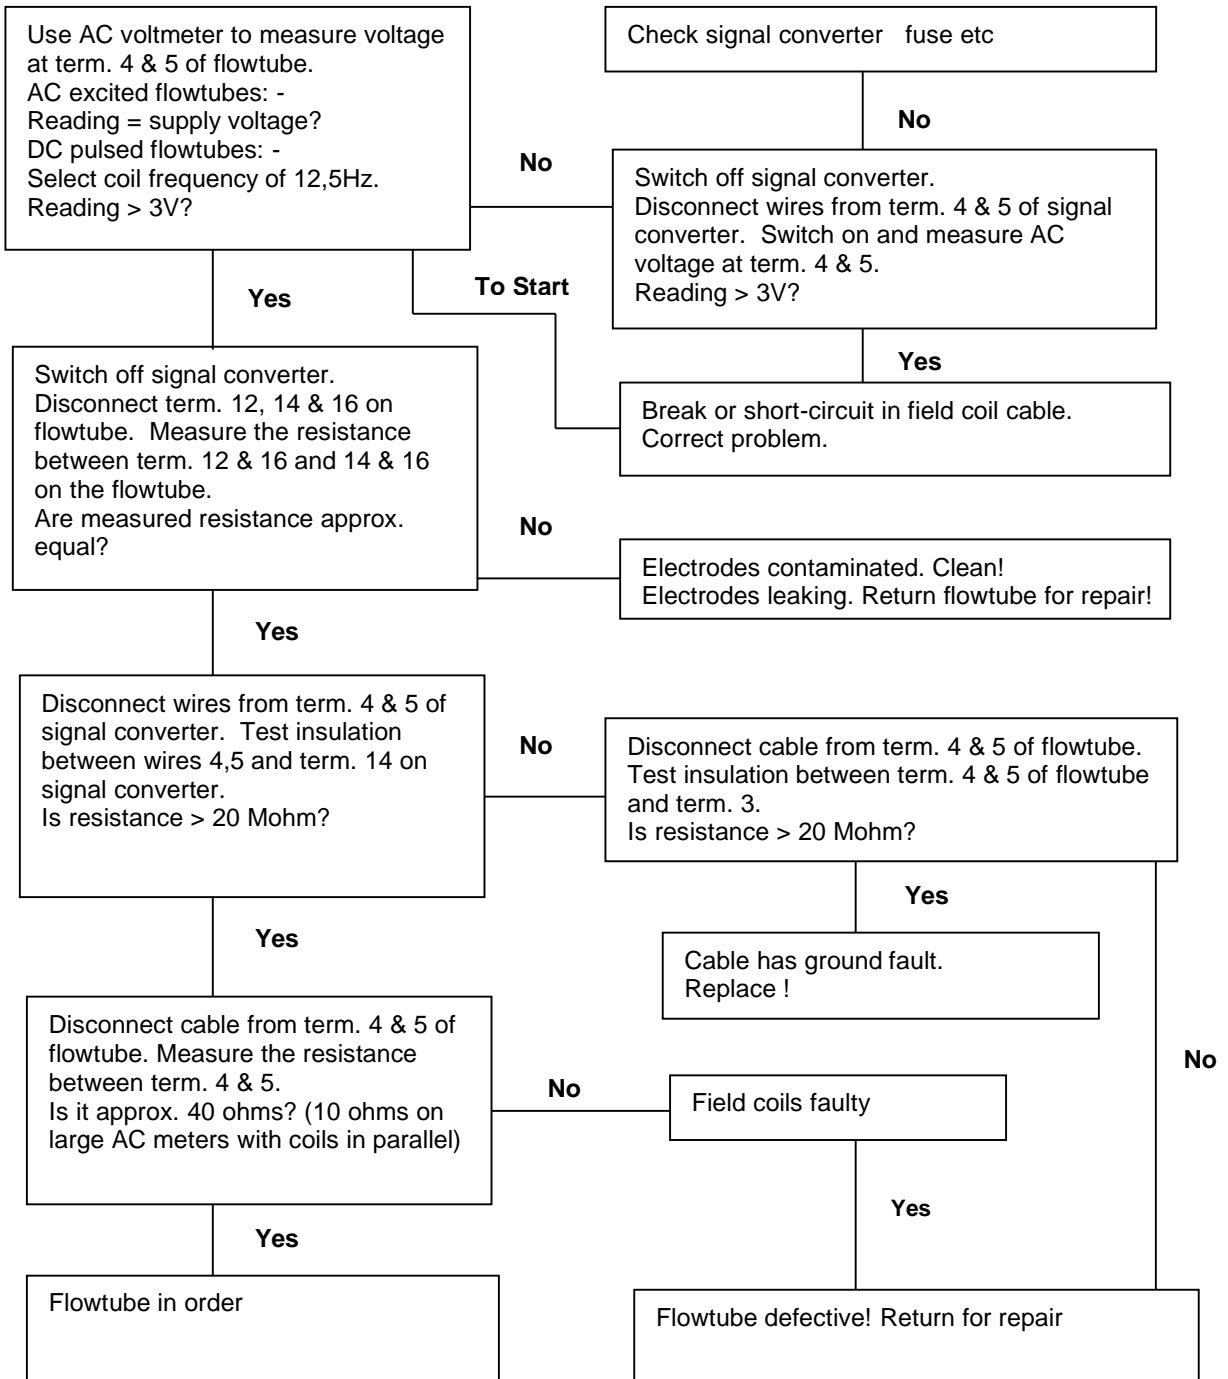 Use AC voltmeter to measure voltage
at term. 4 & 5 of flowtube.
AC excited flowtubes: -
Reading = supply voltage?
DC pulsed flowtubes: -
Select coil frequency of 12,5Hz.
Reading > 3V?
Check signal converter fuse etc
No
No
Switch off signal converter.
Disconnect wires from term. 4 & 5 of signal
converter. Switch on and measure AC
voltage at term. 4 & 5.
Reading > 3V?
Yes
To Start
Yes
Switch off signal converter.
Disconnect term. 12, 14 & 16 on
flowtube. Measure the resistance
between term. 12 & 16 and 14 & 16
on the flowtube.
Are measured resistance approx.
equal?
Break or short-circuit in field coil cable.
Correct problem.
No
Electrodes contaminated. Clean!
Electrodes leaking. Return flowtube for repair!
Yes
Disconnect wires from term. 4 & 5 of
signal converter. Test insulation
between wires 4,5 and term. 14 on
signal converter.
Is resistance > 20 Mohm?
No
Disconnect cable from term. 4 & 5 of flowtube.
Test insulation between term. 4 & 5 of flowtube
and term. 3.
Is resistance > 20 Mohm?
Yes
Yes
Cable has ground fault.
Replace !
Disconnect cable from term. 4 & 5 of
flowtube. Measure the resistance
between term. 4 & 5.
Is it approx. 40 ohms? (10 ohms on
large AC meters with coils in parallel)
No
Field coils faulty
No
Yes
Yes
Flowtube in order
Flowtube defective! Return for repair